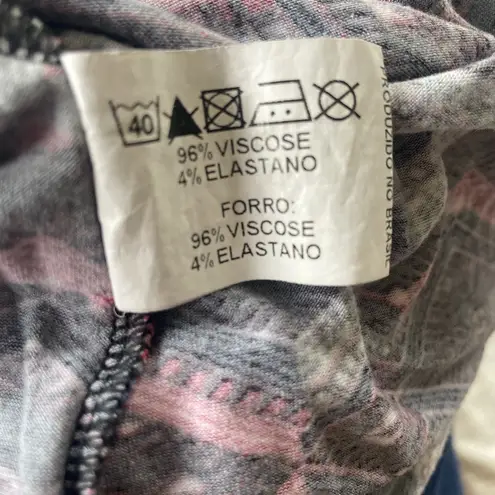 40
96% VISCOSE
4% ELASTANO
FORRO:
96% VISCOSE
4% ELASTANO
PRODUZIDO NO BRASIL